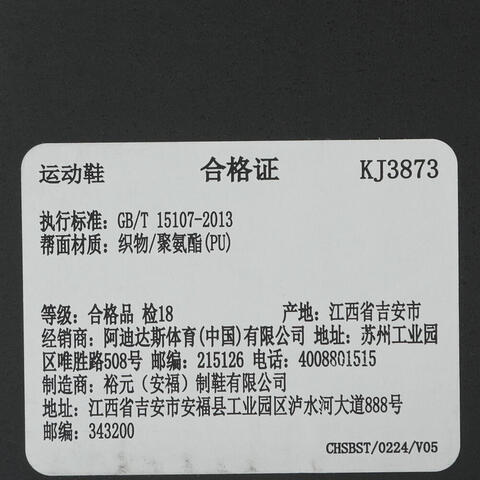 运动鞋 合格证 KJ3873
执行标准: GB/T 15107-2013
帮面材质: 织物/聚氨酯(PU)
等级: 合格品 检18 产地: 江西省吉安市
经销商: 阿迪达斯体育(中国)有限公司 地址: 苏州工业园
区唯胜路508号 邮编: 215126 电话: 4008801515
制造商: 裕元（安福）制鞋有限公司
地址: 江西省吉安市安福县工业园区泸水河大道888号
邮编: 343200
CHSBST/0224/V05